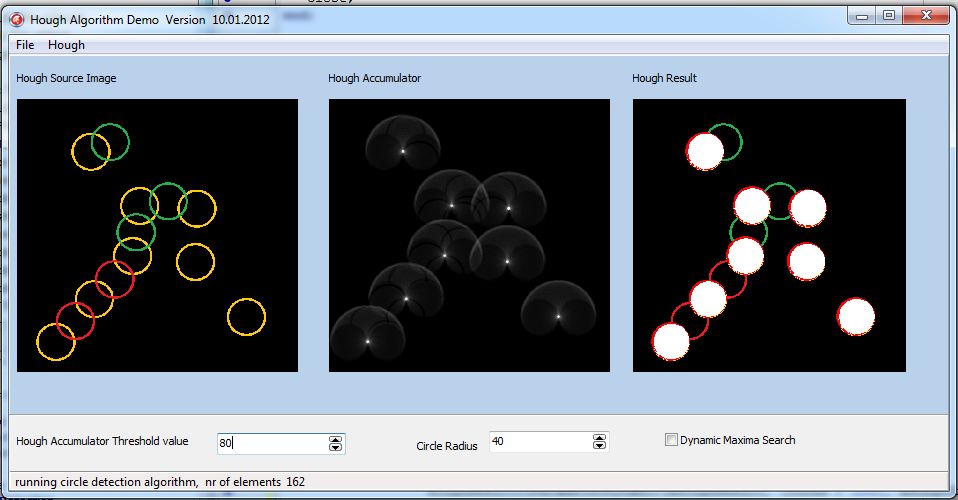 Hough Algorithm Demo Version 10.01.2012
File Hough
Hough Source Image
Hough Accumulator
Hough Result
Hough Accumulator Threshold value
80
Circle Radius
40
Dynamic Maxima Search
running circle detection algorithm, nr of elements 162